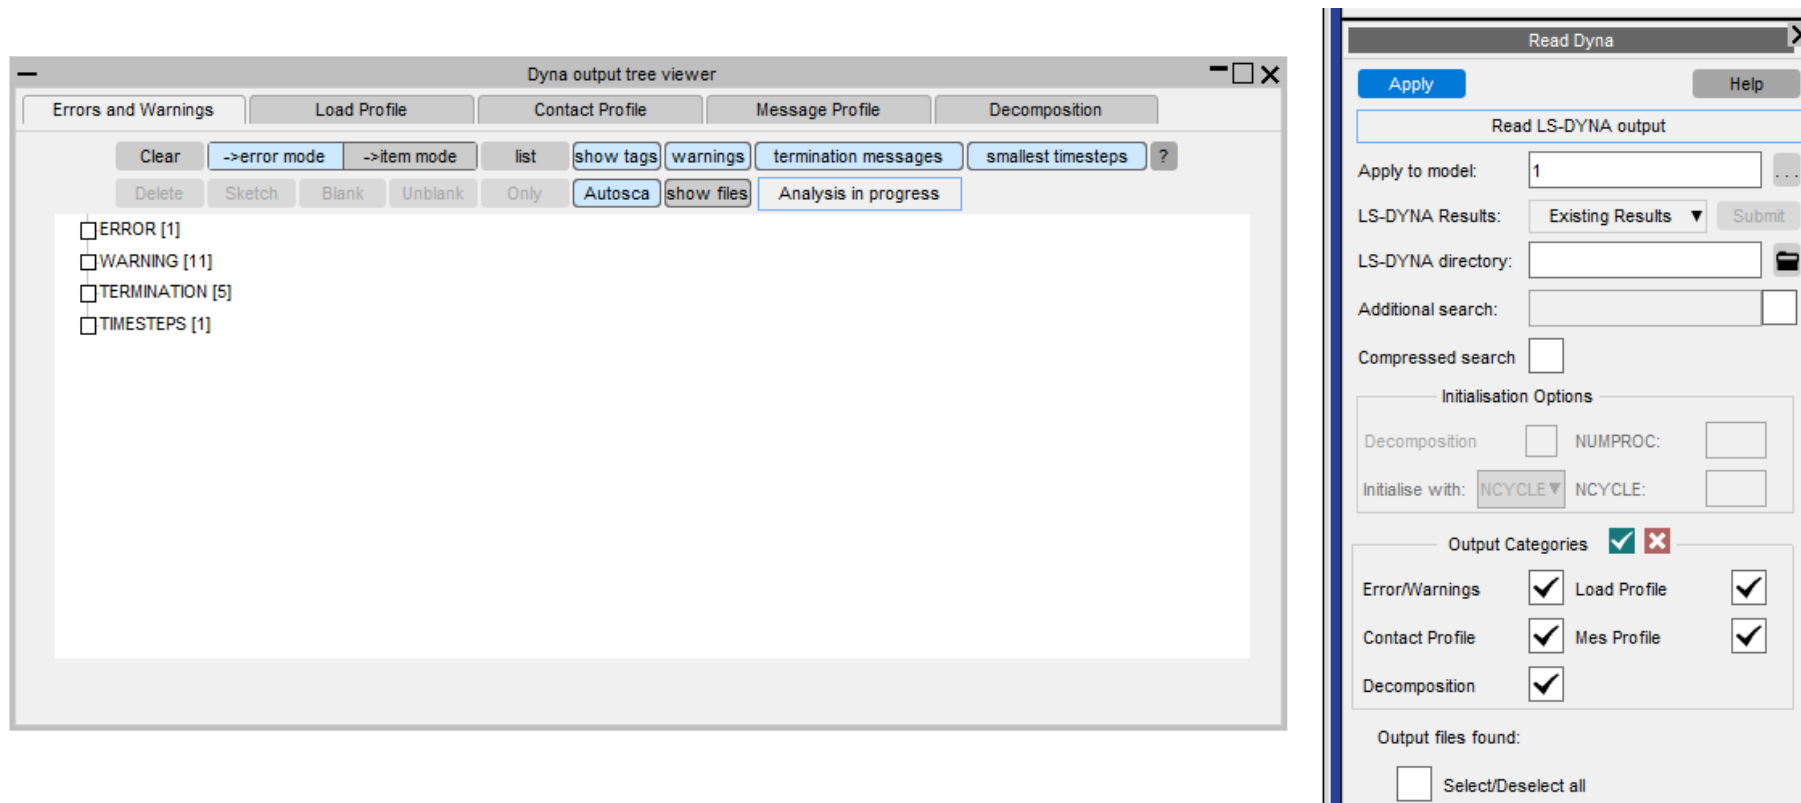 Dyna output tree viewer
Errors and Warnings Load Profile Contact Profile Message Profile Decomposition
Clear ->error mode ->item mode list show tags warnings termination messages smallest timesteps ?
Delete Sketch Blank Unblank Only Autosca show files Analysis in progress
ERROR [1]
WARNING [11]
TERMINATION [5]
TIMESTEPS [1]
Read Dyna
Apply Help
Read LS-DYNA output
Apply to model: 1 ...
LS-DYNA Results: Existing Results ▼ Submit
LS-DYNA directory:
Additional search:
Compressed search
Initialisation Options
Decomposition NUMPROC:
Initialise with: NCYCLE▼ NCYCLE:
Output Categories
Error/Warnings Load Profile
Contact Profile Mes Profile
Decomposition
Output files found:
Select/Deselect all